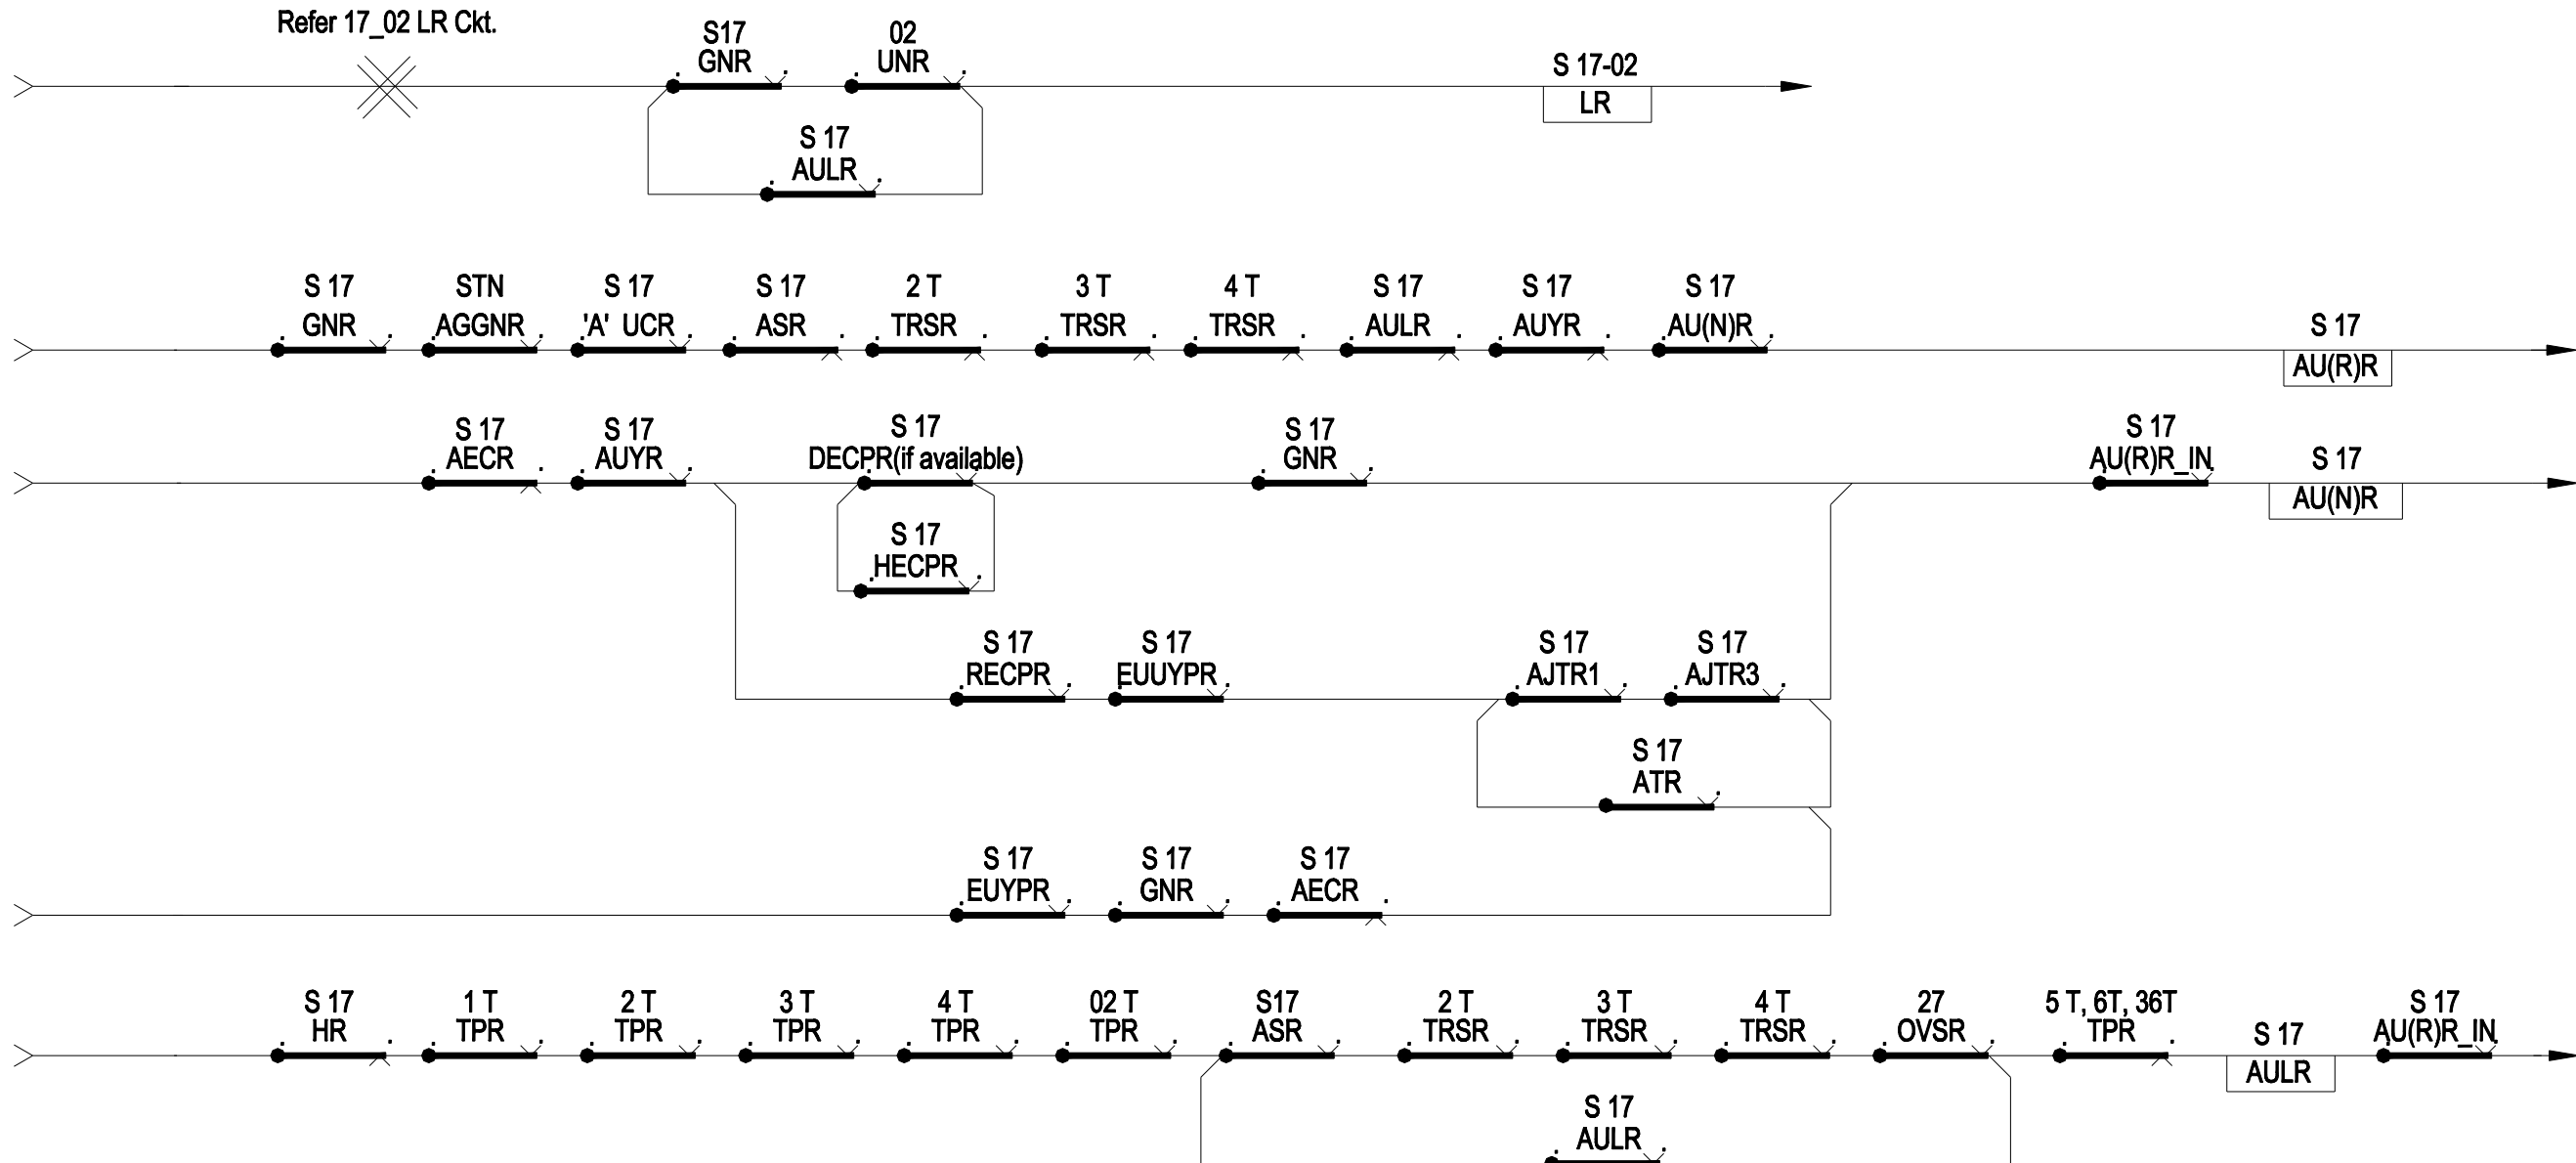 Refer 17_02 LR Ckt.
S17
GNR
02
UNR
S 17-02
LR
S 17
AULR
S 17
GNR
STN
AGGNR
S 17
'A' UCR
S 17
ASR
2 T
TRSR
3 T
TRSR
4 T
TRSR
S 17
AULR
S 17
AUYR
S 17
AU(N)R
S 17
AU(R)R
S 17
AECR
S 17
AUYR
S 17
DECPR(if available)
S 17
GNR
S 17
AU(R)R_IN
S 17
AU(N)R
S 17
HECPR
S 17
RECPR
S 17
EUUYPR
S 17
AJTR1
S 17
AJTR3
S 17
ATR
S 17
EUYPR
S 17
GNR
S 17
AECR
S 17
HR
1 T
TPR
2 T
TPR
3 T
TPR
4 T
TPR
02 T
TPR
S17
ASR
2 T
TRSR
3 T
TRSR
4 T
TRSR
27
OVSR
5 T, 6T, 36T
TPR
S 17
AULR
S 17
AU(R)R_IN
S 17
AULR